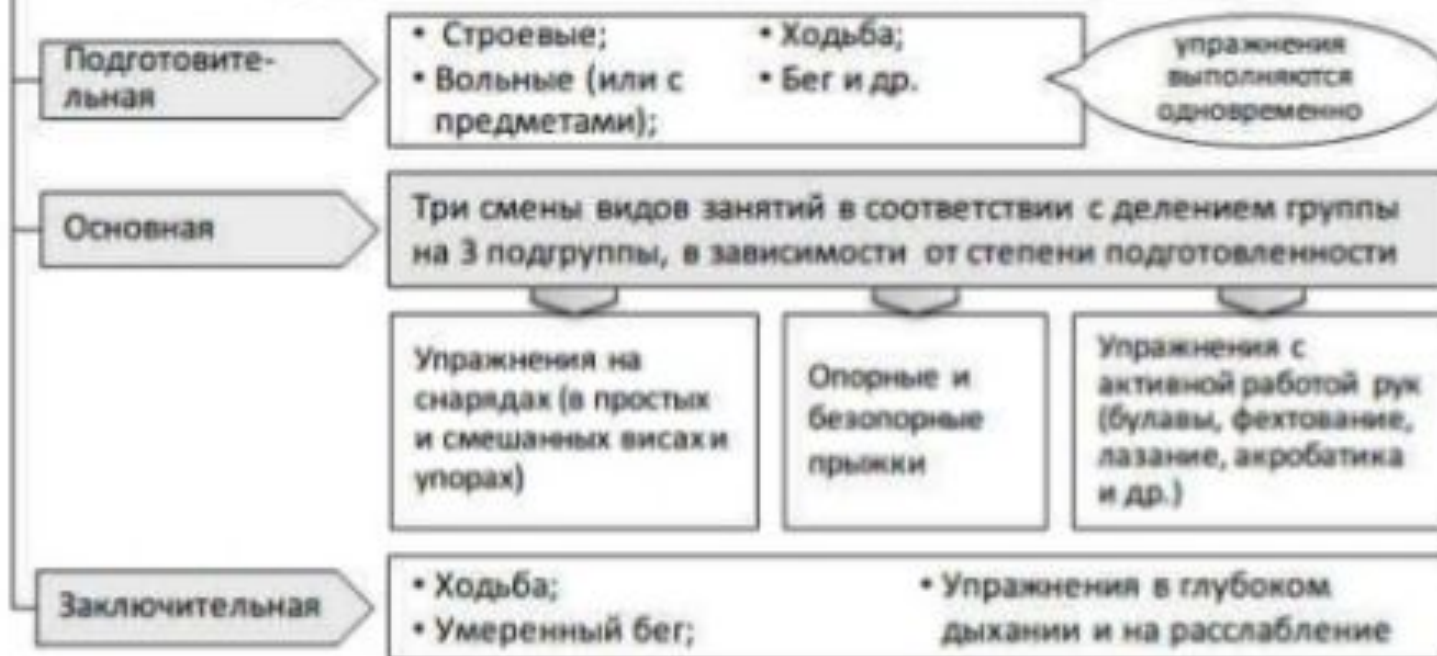 Подготовите-
льная
• Строевые;
• Вольные (или с
предметами);
• Ходьба;
• Бег и др.
упражнения
выполняются
одновременно
Основная
Три смены видов занятий в соответствии с делением группы
на 3 подгруппы, в зависимости от степени подготовленности
Упражнения на
снарядах (в простых
и смешанных висах и
упорах)
Опорные и
безопорные
прыжки
Упражнения с
активной работой рук
(булавы, фехтование,
лазание, акробатика
и др.)
Заключительная
• Ходьба;
• Умеренный бег;
• Упражнения в глубоком
дыхании и на расслабление